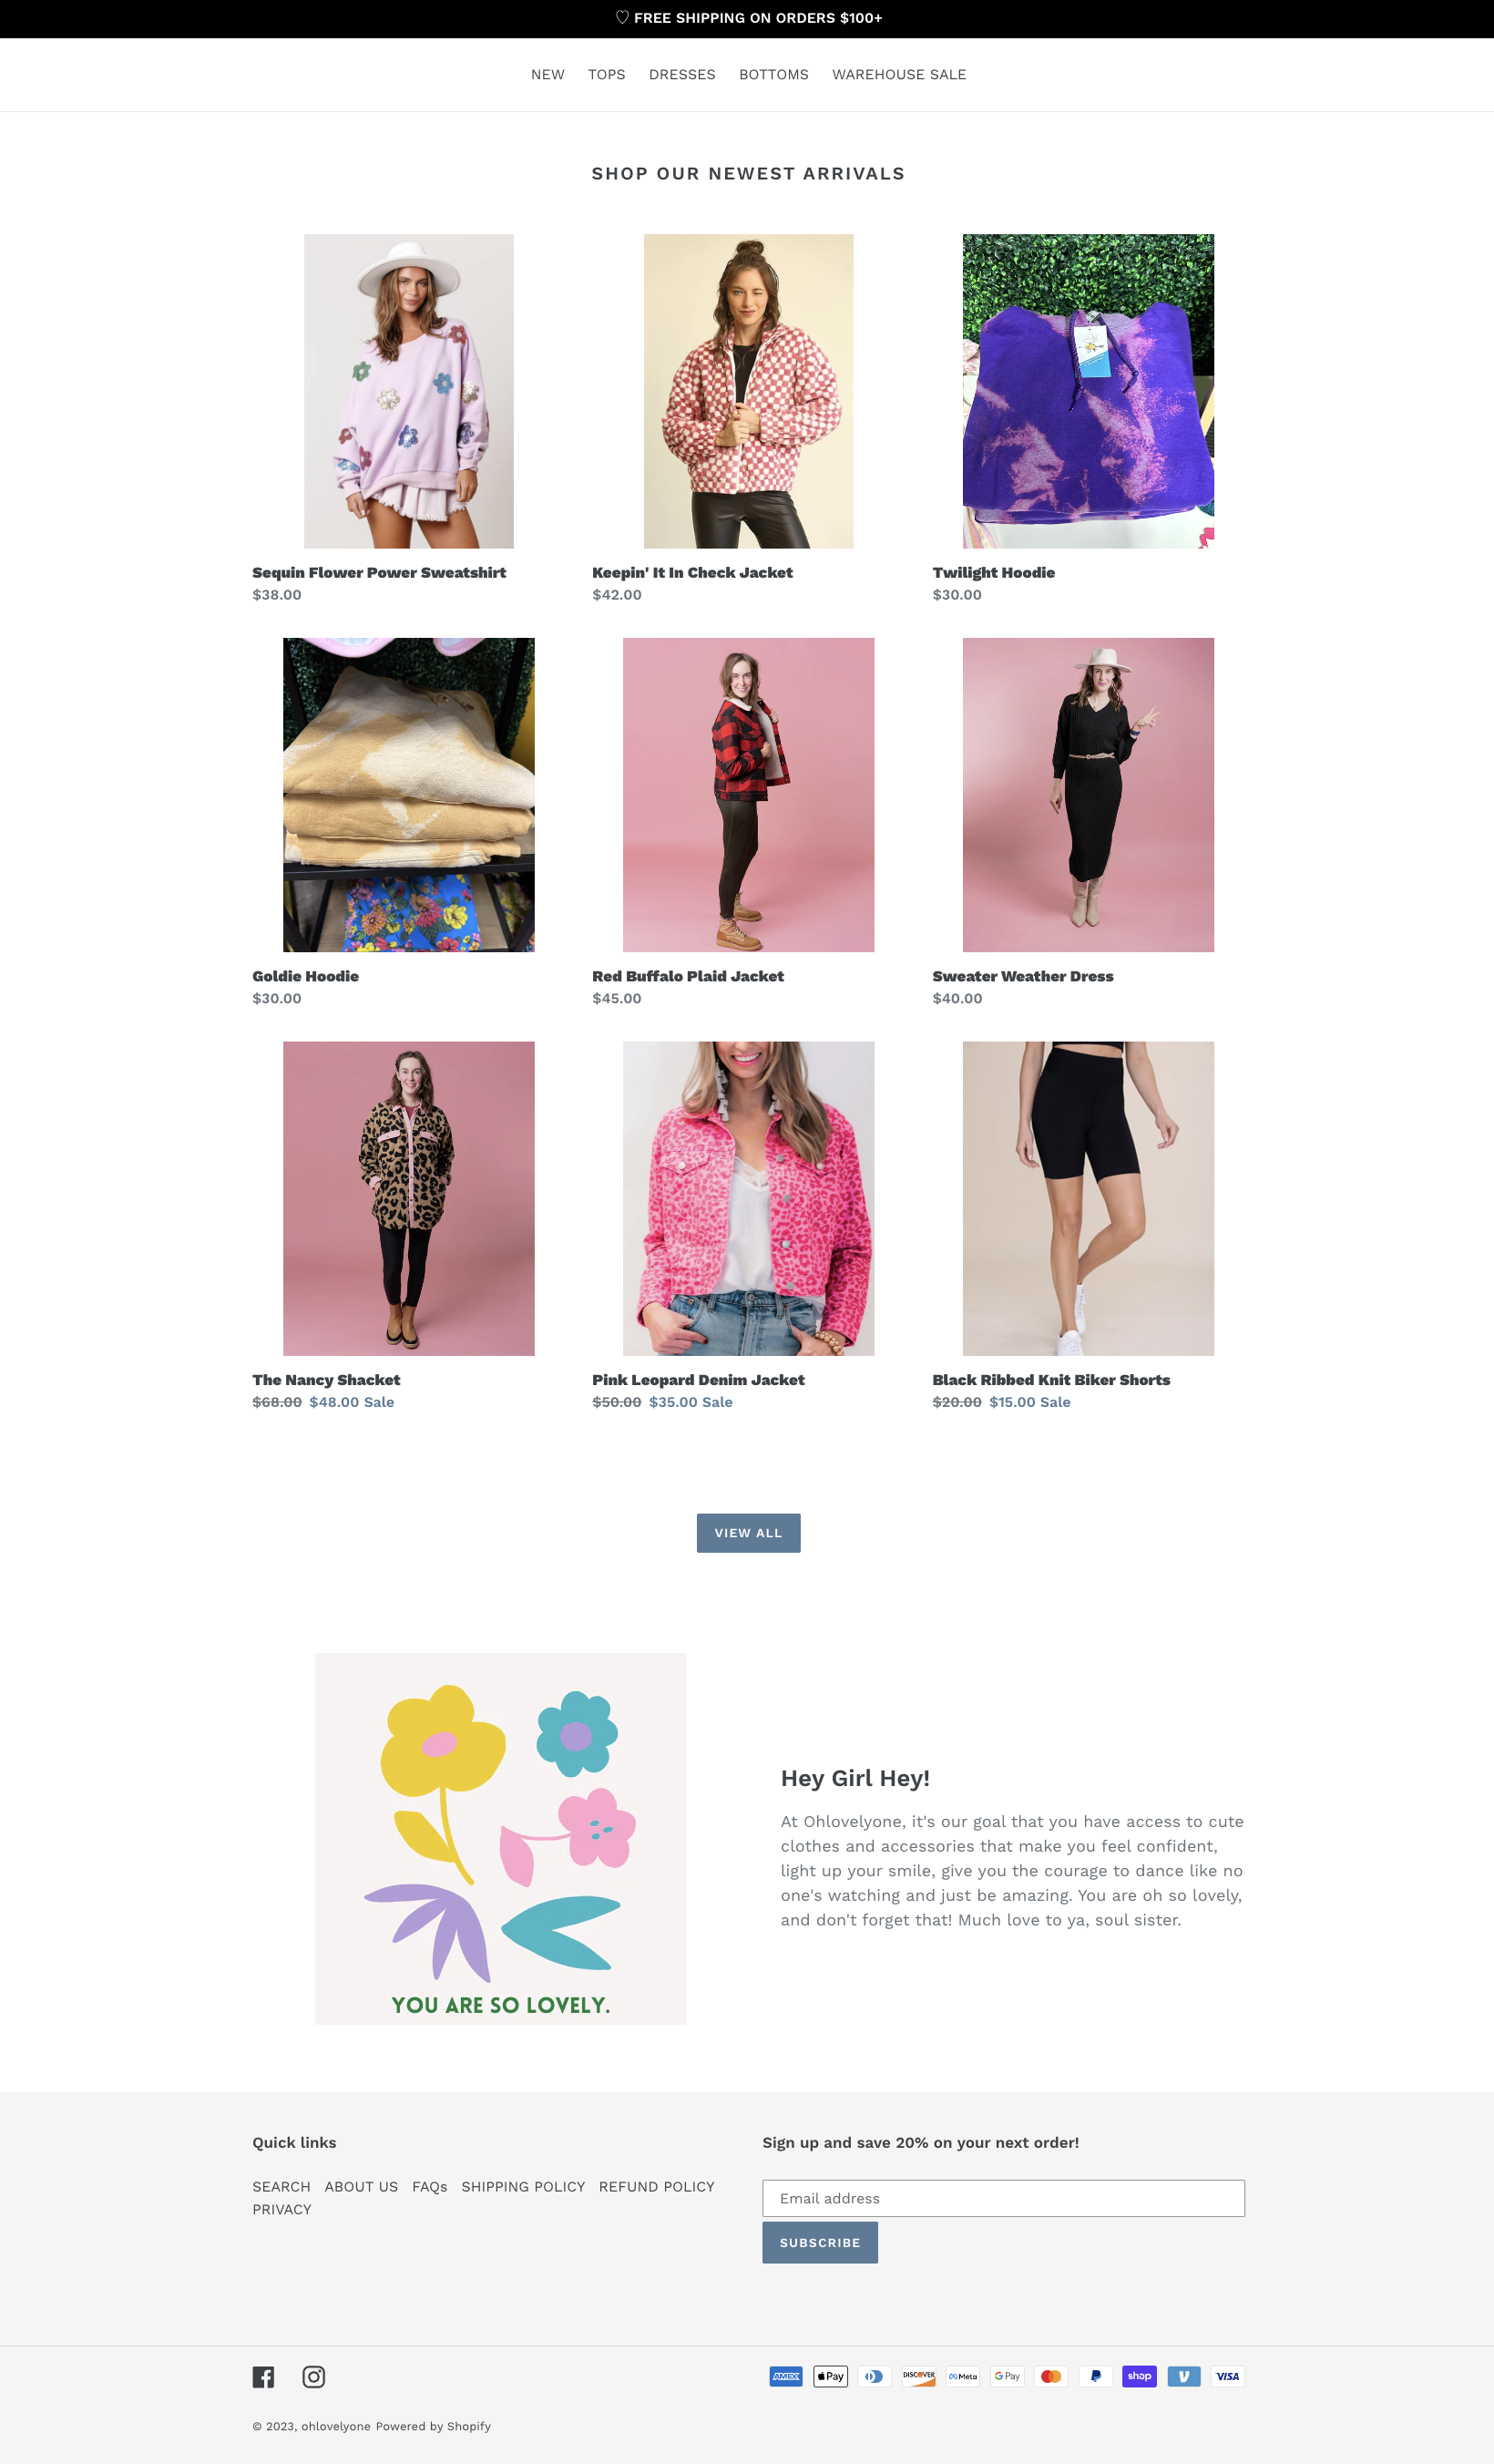 ♡ FREE SHIPPING ON ORDERS $100+
NEW TOPS DRESSES BOTTOMS WAREHOUSE SALE
SHOP OUR NEWEST ARRIVALS
Sequin Flower Power Sweatshirt
$38.00
Keepin' It In Check Jacket
$42.00
Twilight Hoodie
$30.00
Goldie Hoodie
$30.00
Red Buffalo Plaid Jacket
$45.00
Sweater Weather Dress
$40.00
The Nancy Shacket
$68.00 $48.00 Sale
Pink Leopard Denim Jacket
$50.00 $35.00 Sale
Black Ribbed Knit Biker Shorts
$20.00 $15.00 Sale
VIEW ALL
YOU ARE SO LOVELY.
Hey Girl Hey!
At Ohlovelyone, it's our goal that you have access to cute
clothes and accessories that make you feel confident,
light up your smile, give you the courage to dance like no
one's watching and just be amazing. You are oh so lovely,
and don't forget that! Much love to ya, soul sister.
Quick links
SEARCH ABOUT US FAQs SHIPPING POLICY REFUND POLICY
PRIVACY
Sign up and save 20% on your next order!
Email address
SUBSCRIBE
AMEX Pay DISCOVER Meta G Pay shop VISA
© 2023, ohlovelyone Powered by Shopify